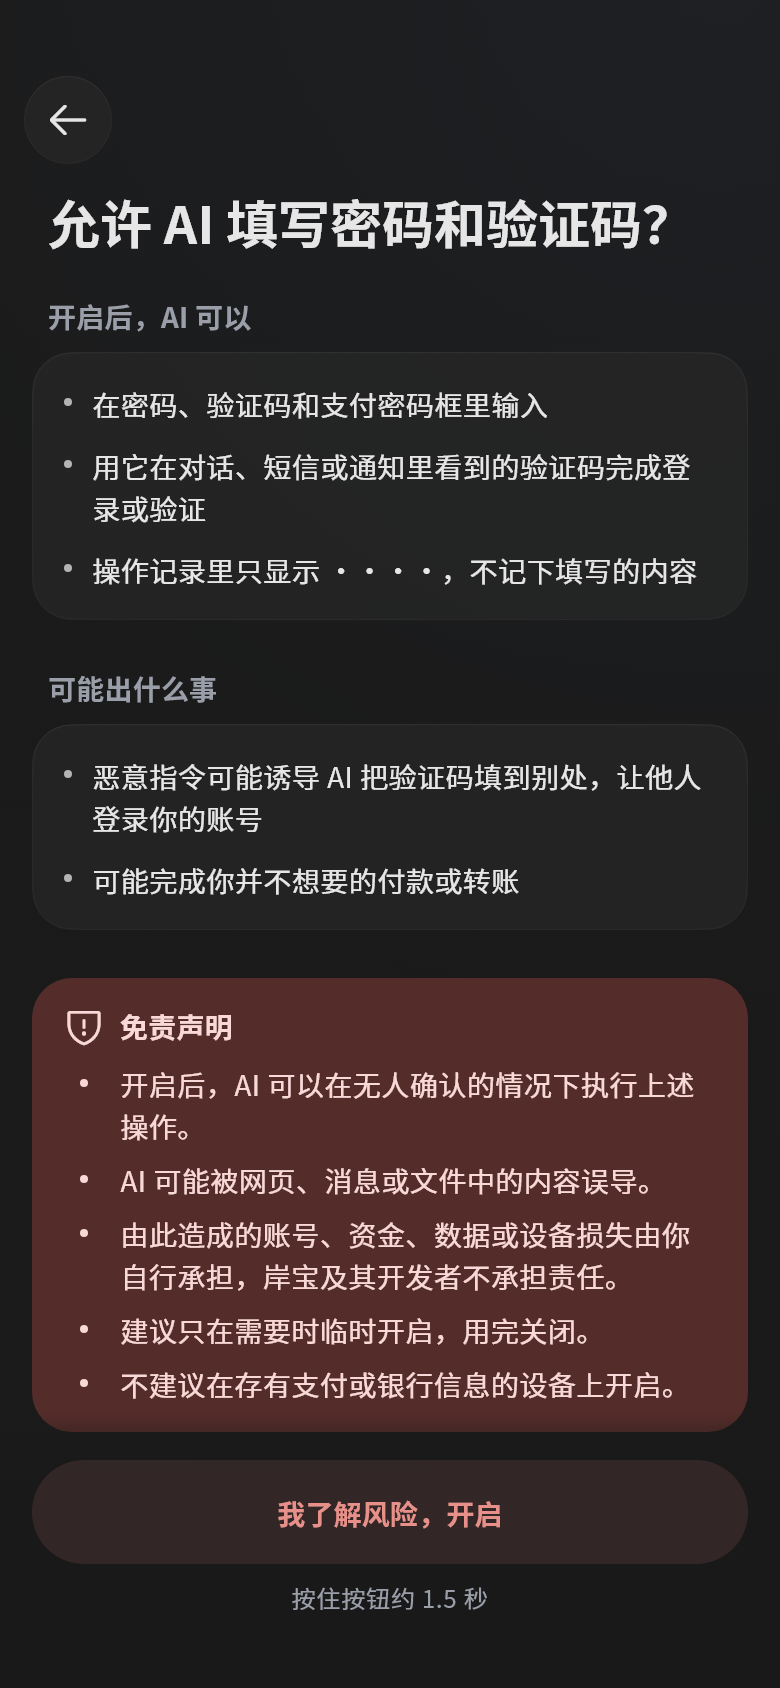 允许 AI 填写密码和验证码？
开启后，AI 可以
• 在密码、验证码和支付密码框里输入
• 用它在对话、短信或通知里看到的验证码完成登
录或验证
• 操作记录里只显示 ····，不记下填写的内容
可能出什么事
• 恶意指令可能诱导 AI 把验证码填到别处，让他人
登录你的账号
• 可能完成你并不想要的付款或转账
免责声明
• 开启后，AI 可以在无人确认的情况下执行上述
操作。
• AI 可能被网页、消息或文件中的内容误导。
• 由此造成的账号、资金、数据或设备损失由你
自行承担，岸宝及其开发者不承担责任。
• 建议只在需要时临时开启，用完关闭。
• 不建议在存有支付或银行信息的设备上开启。
我了解风险，开启
按住按钮约 1.5 秒